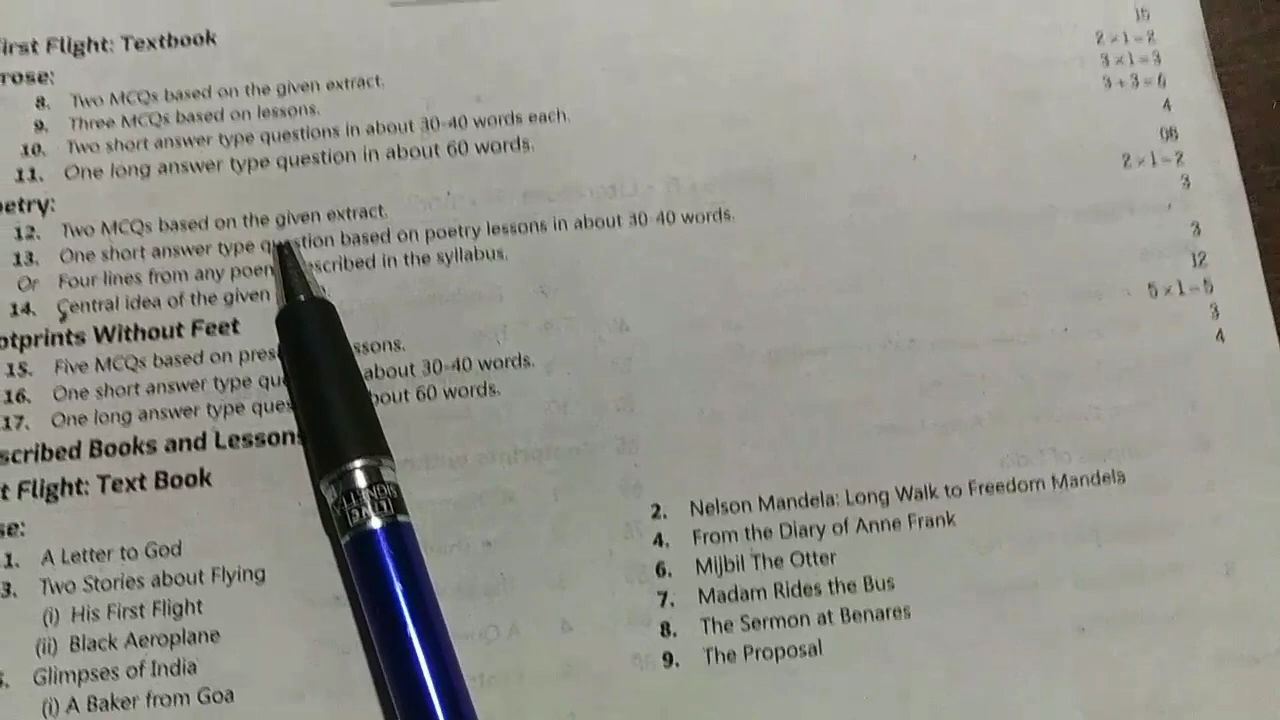 First Flight: Textbook 15
Prose: 2×1=2
8. Two MCQs based on the given extract. 3×1=3
9. Three MCQs based on lessons. 3+3=6
10. Two short answer type questions in about 30-40 words each. 4
11. One long answer type question in about 60 words. 08
Poetry: 2×1=2
12. Two MCQs based on the given extract. 3
13. One short answer type question based on poetry lessons in about 30-40 words.
Or Four lines from any poem scribed in the syllabus. 3
14. Central idea of the given 12
Footprints Without Feet 5×1=5
15. Five MCQs based on pres ssons. 3
16. One short answer type qu about 30-40 words. 4
17. One long answer type ques bout 60 words.
scribed Books and Lessons
t Flight: Text Book
se:
1. A Letter to God
2. Nelson Mandela: Long Walk to Freedom Mandela
3. Two Stories about Flying
4. From the Diary of Anne Frank
(i) His First Flight
6. Mijbil The Otter
(ii) Black Aeroplane
7. Madam Rides the Bus
Glimpses of India
8. The Sermon at Benares
(i) A Baker from Goa
9. The Proposal